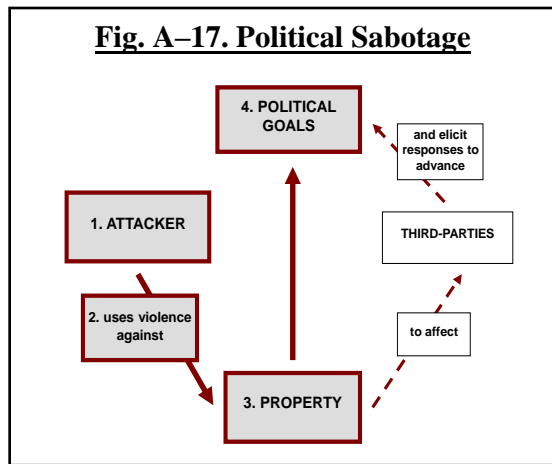 Fig. A–17. Political Sabotage
4. POLITICAL
GOALS
and elicit
responses to
advance
1. ATTACKER
THIRD-PARTIES
2. uses violence
against
to affect
3. PROPERTY